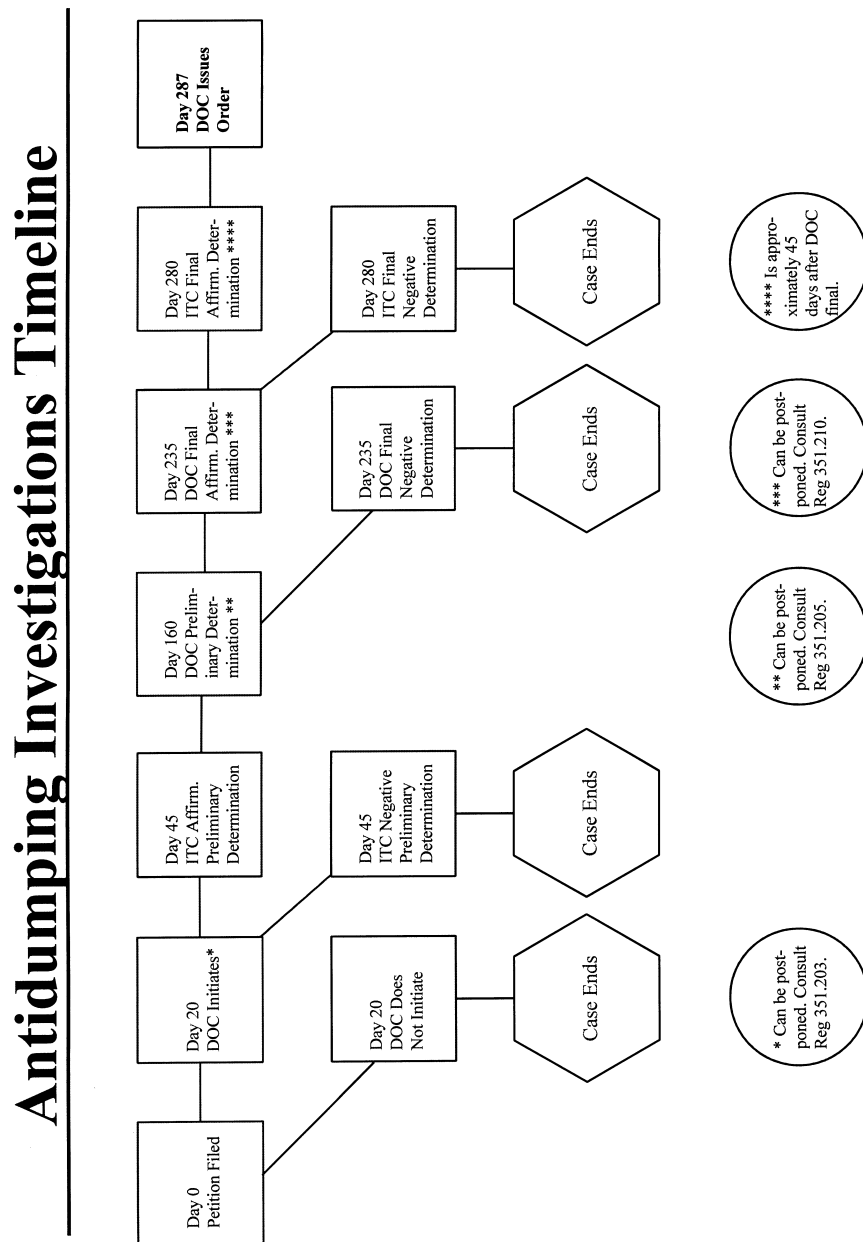 Antidumping Investigations Timeline
Day 0
Petition Filed
Day 20
DOC Initiates*
Day 45
ITC Affirm.
Preliminary
Determination
Day 160
DOC Prelim-
inary Deter-
mination **
Day 235
DOC Final
Affirm. Deter-
mination ***
Day 280
ITC Final
Affirm. Deter-
mination ****
Day 287
DOC Issues
Order
Day 20
DOC Does
Not Initiate
Day 45
ITC Negative
Preliminary
Determination
Day 235
DOC Final
Negative
Determination
Day 280
ITC Final
Negative
Determination
Case Ends
Case Ends
Case Ends
Case Ends
* Can be post-
poned. Consult
Reg 351.203.
** Can be post-
poned. Consult
Reg 351.205.
*** Can be post-
poned. Consult
Reg 351.210.
**** Is appro-
ximately 45
days after DOC
final.